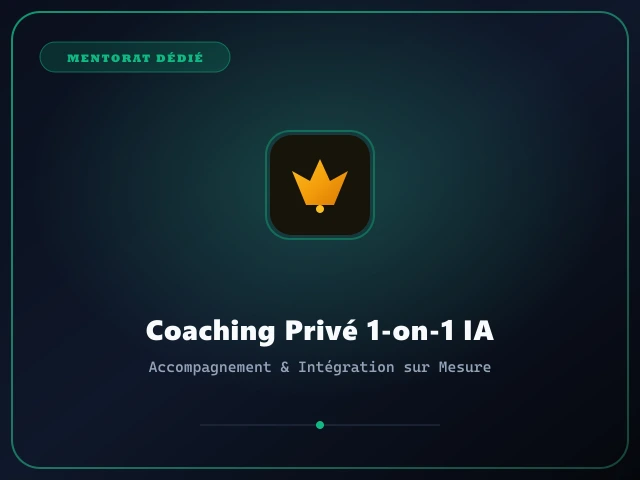 MENTORAT DÉDIÉ
Coaching Privé 1-on-1 IA
Accompagnement & Intégration sur Mesure